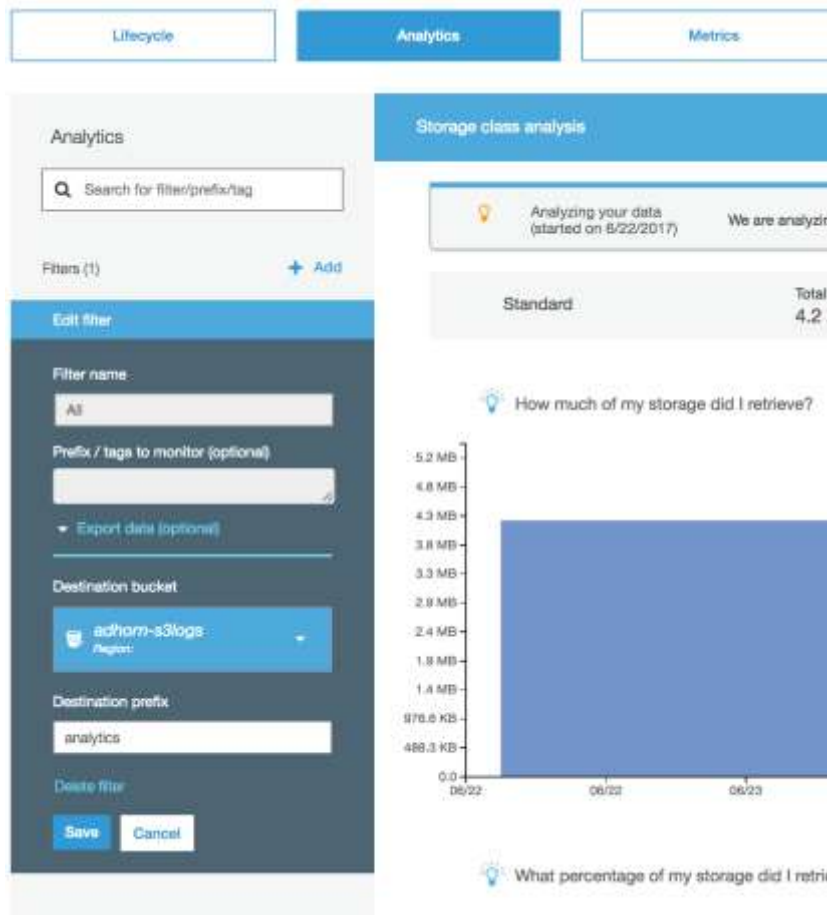 Lifecycle
Analytics
Metrics
Analytics
Search for filter/prefix/tag
Filters (1)
Add
Edit filter
Filter name
All
Prefix / tags to monitor (optional)
Export data (optional)
Destination bucket
adhorn-s3logs
Region:
Destination prefix
analytics
Delete filter
Save
Cancel
Storage class analysis
Analyzing your data
(started on 6/22/2017)
We are analyzin
Standard
Total
4.2
How much of my storage did I retrieve?
5.2 MB
4.8 MB
4.3 MB
3.8 MB
3.3 MB
2.9 MB
2.4 MB
1.9 MB
1.4 MB
976.6 KB
488.3 KB
0.0
06/22
06/22
06/23
What percentage of my storage did I retrie